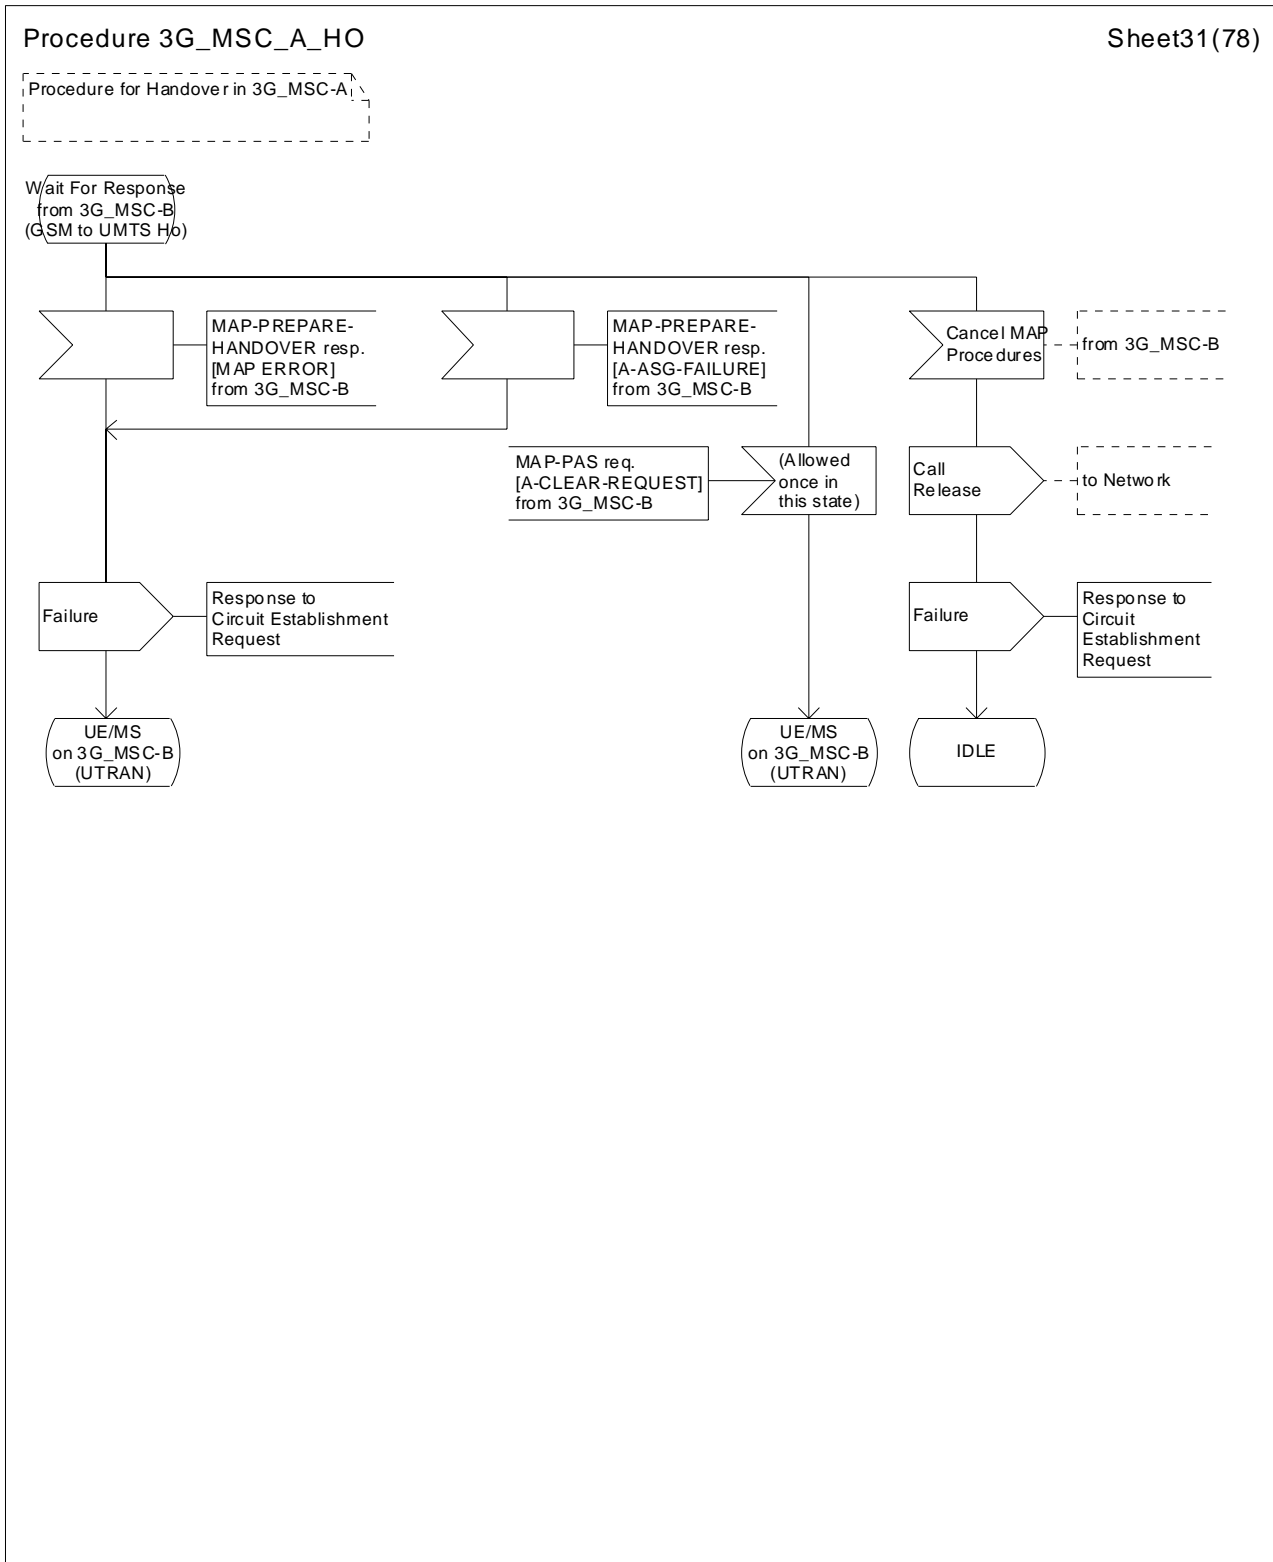 Procedure 3G_MSC_A_HO
Sheet31(78)
Procedure for Handover in 3G_MSC-A
Wait For Response
from 3G_MSC-B
(GSM to UMTS Ho)
MAP-PREPARE-
HANDOVER resp.
[MAP ERROR]
from 3G_MSC-B
MAP-PREPARE-
HANDOVER resp.
[A-ASG-FAILURE]
from 3G_MSC-B
Cancel MAP
Procedures
from 3G_MSC-B
MAP-PAS req.
[A-CLEAR-REQUEST]
from 3G_MSC-B
(Allowed
once in
this state)
Call
Release
to Network
Failure
Response to
Circuit Establishment
Request
Failure
Response to
Circuit
Establishment
Request
UE/MS
on 3G_MSC-B
(UTRAN)
UE/MS
on 3G_MSC-B
(UTRAN)
IDLE